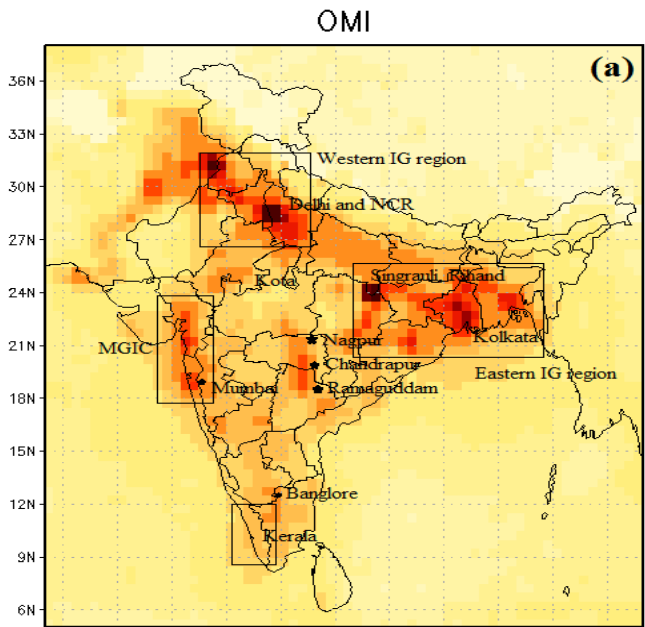 OMI
(a)
36N
33N
Western IG region
30N
Delhi and NCR
27N
Kota
Singrauli, Rihand
24N
MGIC
Nagpur
Kolkata
21N
Chandrapur
Eastern IG region
Mumbai
Ramaguddam
18N
15N
Banglore
12N
Kerala
9N
6N